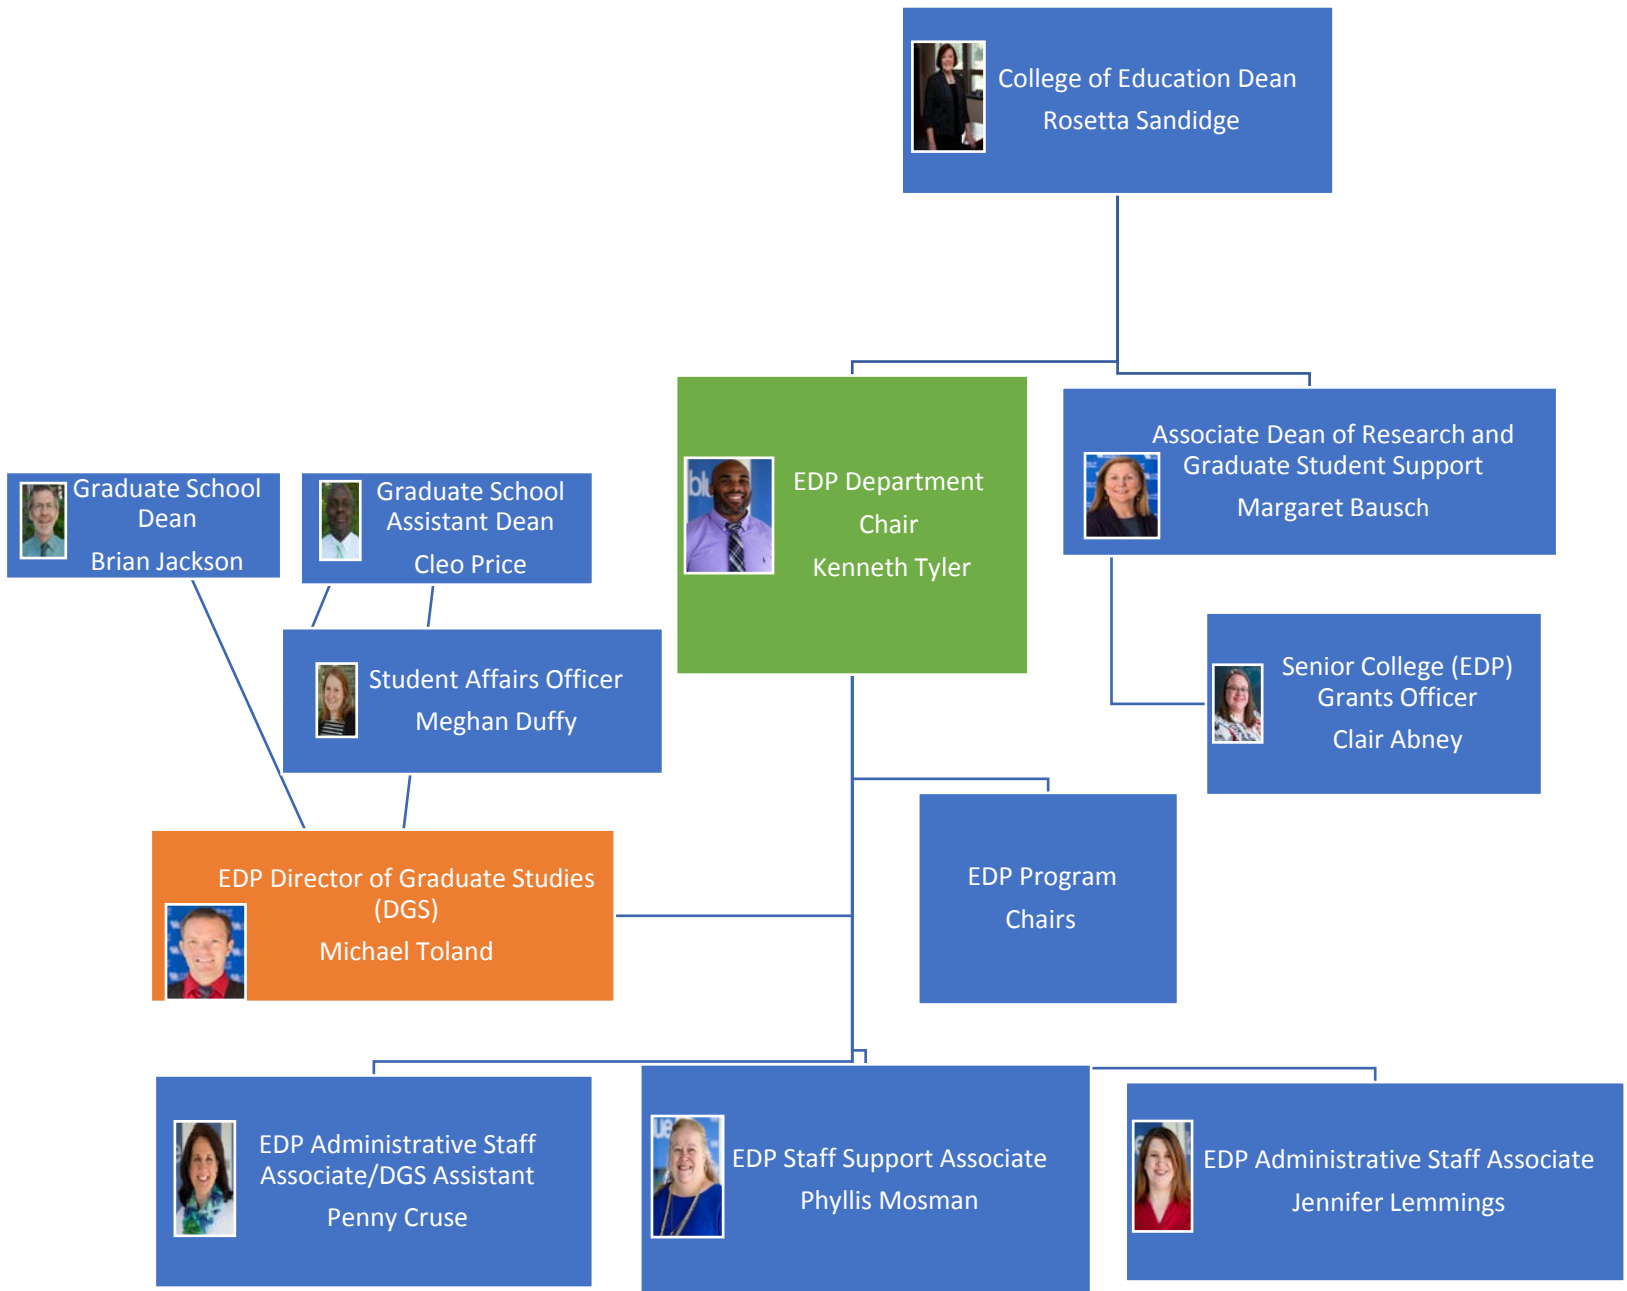 College of Education Dean
Rosetta Sandidge
EDP Department
Chair
Kenneth Tyler
Associate Dean of Research and
Graduate Student Support
Margaret Bausch
Graduate School
Dean
Brian Jackson
Graduate School
Assistant Dean
Cleo Price
Student Affairs Officer
Meghan Duffy
Senior College (EDP)
Grants Officer
Clair Abney
EDP Program
Chairs
EDP Director of Graduate Studies
(DGS)
Michael Toland
EDP Administrative Staff
Associate/DGS Assistant
Penny Cruse
EDP Staff Support Associate
Phyllis Mosman
EDP Administrative Staff Associate
Jennifer Lemmings